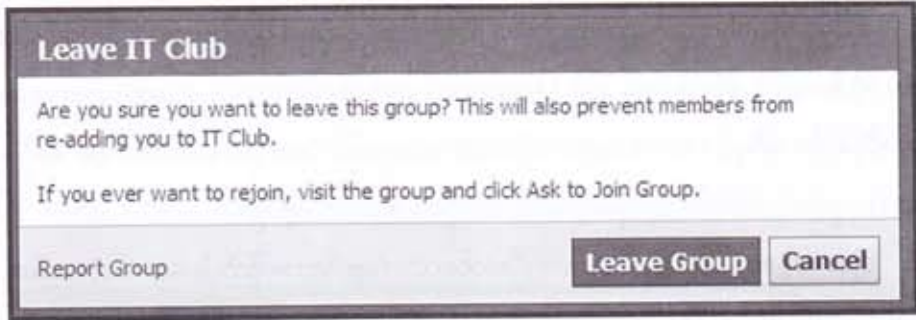 Leave IT Club
Are you sure you want to leave this group? This will also prevent members from
re-adding you to IT Club.
If you ever want to rejoin, visit the group and click Ask to Join Group.
Report Group
Leave Group
Cancel